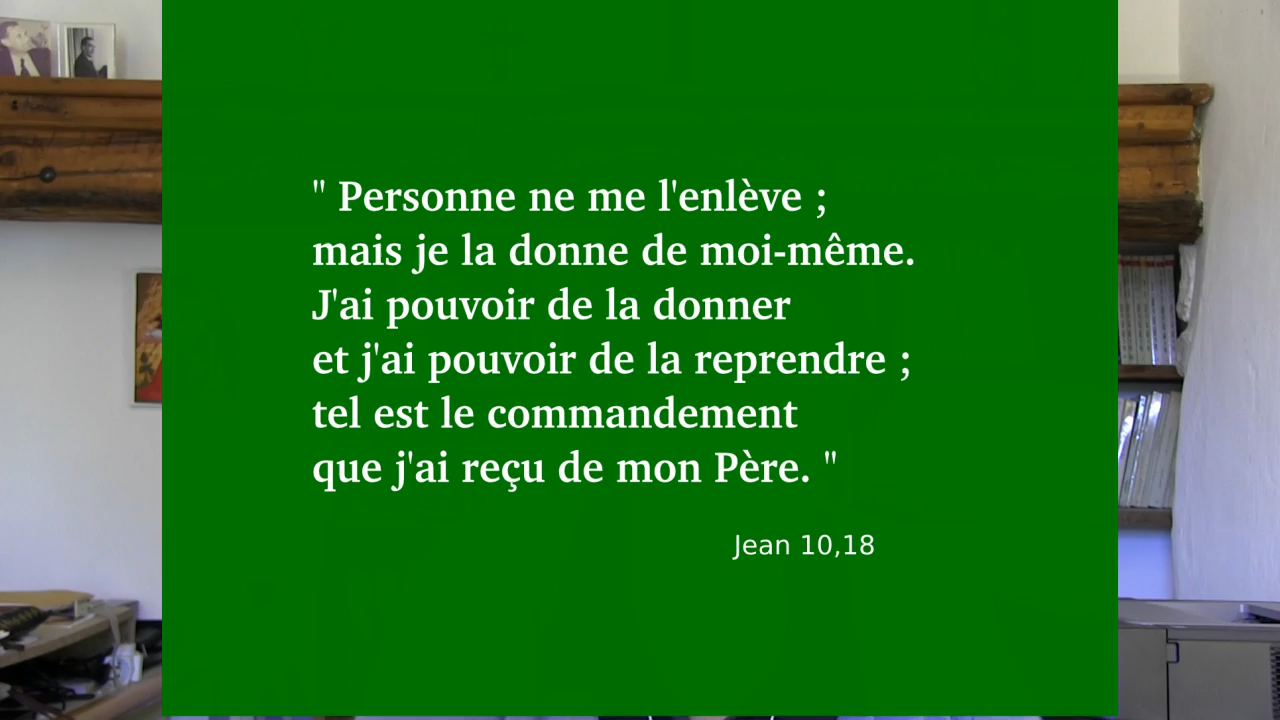 " Personne ne me l'enlève ;
mais je la donne de moi-même.
J'ai pouvoir de la donner
et j'ai pouvoir de la reprendre ;
tel est le commandement
que j'ai reçu de mon Père. "
Jean 10,18